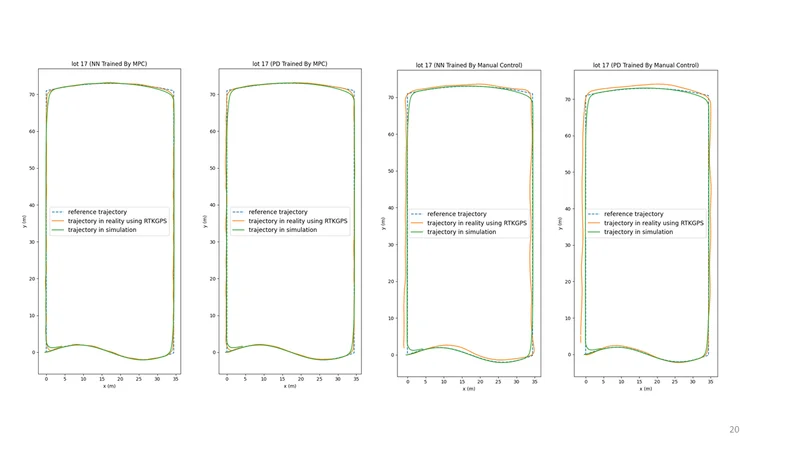 lot 17 (NN Trained By MPC)
lot 17 (PD Trained By MPC)
lot 17 (NN Trained By Manual Control)
lot 17 (PD Trained By Manual Control)
70
60
50
40
30
20
10
0
y (m)
reference trajectory
trajectory in reality using RTKGPS
trajectory in simulation
0 5 10 15 20 25 30 35
x (m)
70
60
50
40
30
20
10
0
y (m)
reference trajectory
trajectory in reality using RTKGPS
trajectory in simulation
0 5 10 15 20 25 30 35
x (m)
70
60
50
40
30
20
10
0
y (m)
reference trajectory
trajectory in reality using RTKGPS
trajectory in simulation
0 5 10 15 20 25 30 35
x (m)
70
60
50
40
30
20
10
0
y (m)
reference trajectory
trajectory in reality using RTKGPS
trajectory in simulation
0 5 10 15 20 25 30 35
x (m)
20